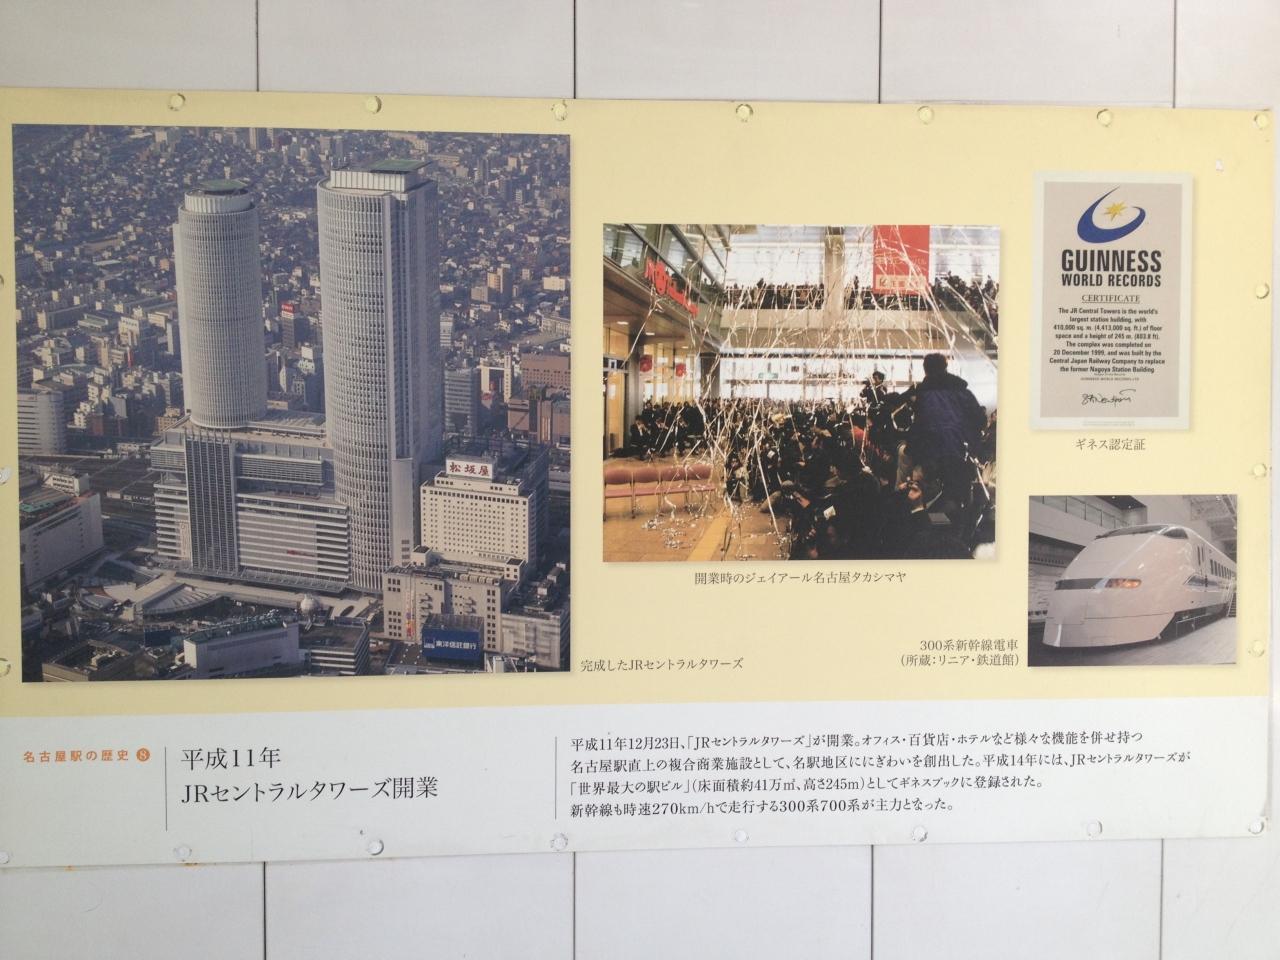 松坂屋
東洋信託銀行
完成したJRセントラルタワーズ
開業時のジェイアール名古屋タカシマヤ
GUINNESS
WORLD RECORDS
CERTIFICATE
The JR Central Towers is the world's
largest station building, with
410,000 sq. m. (4,413,000 sq. ft.) of floor
space and a height of 245 m. (803.8 ft).
The complex was completed on
20 December 1999, and was built by the
Central Japan Railway Company to replace
the former Nagoya Station Building
GUINNESS WORLD RECORDS LTD
ギネス認定証
300系新幹線電車
(所蔵:リニア・鉄道館)
名古屋駅の歴史 8
平成11年
JRセントラルタワーズ開業
平成11年12月23日、「JRセントラルタワーズ」が開業。オフィス・百貨店・ホテルなど様々な機能を併せ持つ
名古屋駅直上の複合商業施設として、名駅地区ににぎわいを創出した。平成14年には、JRセントラルタワーズが
「世界最大の駅ビル」(床面積約41万㎡、高さ245m)としてギネスブックに登録された。
新幹線も時速270km/hで走行する300系700系が主力となった。